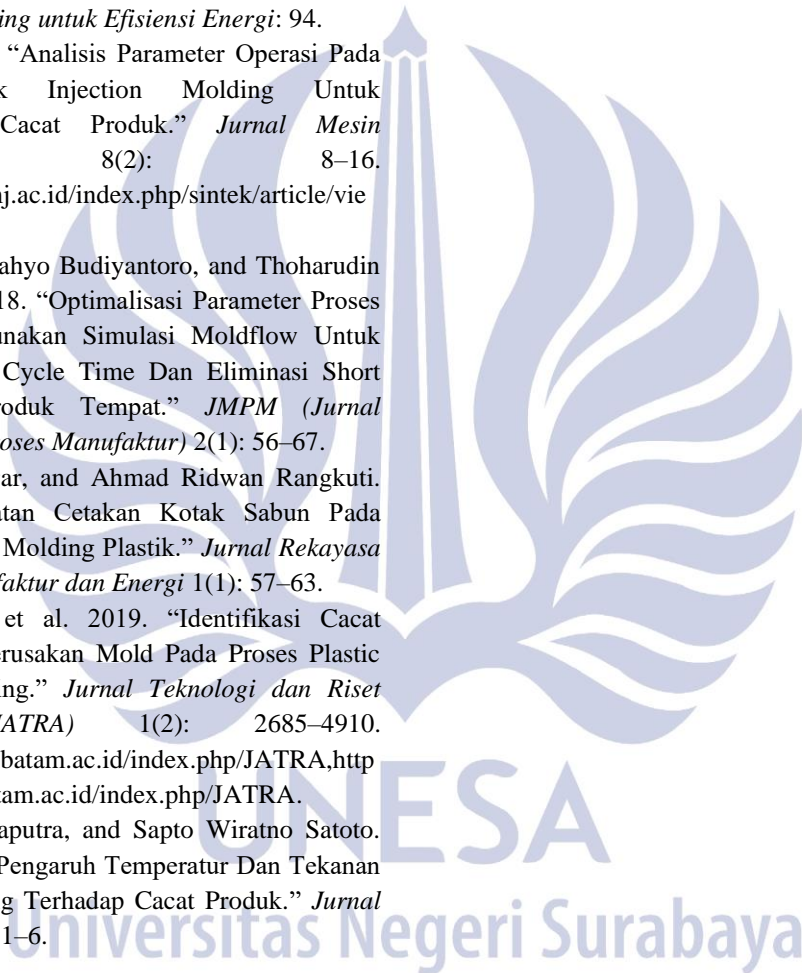 ing untuk Efisiensi Energi: 94.
“Analisis Parameter Operasi Pada
k Injection Molding Untuk
Cacat Produk.” Jurnal Mesin
8(2): 8–16.
j.ac.id/index.php/sintek/article/vie
ahyo Budiyantoro, and Thoharudin
18. “Optimalisasi Parameter Proses
unakan Simulasi Moldflow Untuk
Cycle Time Dan Eliminasi Short
roduk Tempat.” JMPM (Jurnal
oses Manufaktur) 2(1): 56–67.
ar, and Ahmad Ridwan Rangkuti.
atan Cetakan Kotak Sabun Pada
Molding Plastik.” Jurnal Rekayasa
faktur dan Energi 1(1): 57–63.
et al. 2019. “Identifikasi Cacat
erusakan Mold Pada Proses Plastic
ing.” Jurnal Teknologi dan Riset
ATRA) 1(2): 2685–4910.
batam.ac.id/index.php/JATRA,http
tam.ac.id/index.php/JATRA.
aputra, and Sapto Wiratno Satoto.
Pengaruh Temperatur Dan Tekanan
g Terhadap Cacat Produk.” Jurnal
1–6.
UNESA
Universitas Negeri Surabaya